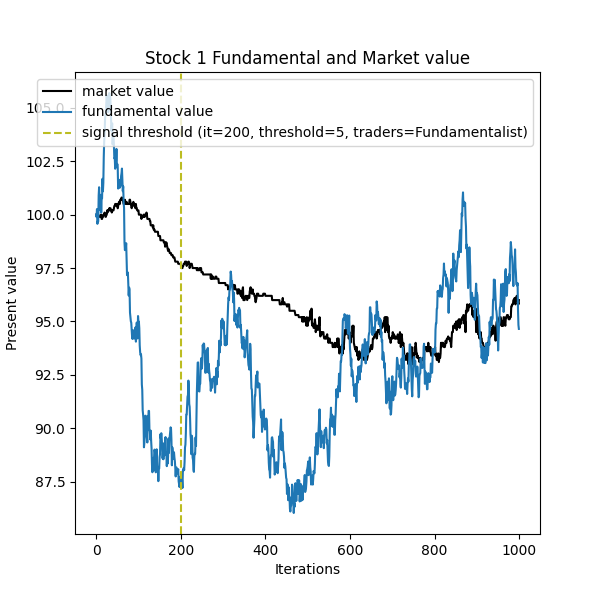 Stock 1 Fundamental and Market value
market value
fundamental value
signal threshold (it=200, threshold=5, traders=Fundamentalist)
105.0
102.5
100.0
97.5
95.0
92.5
90.0
87.5
Present value
0 200 400 600 800 1000
Iterations